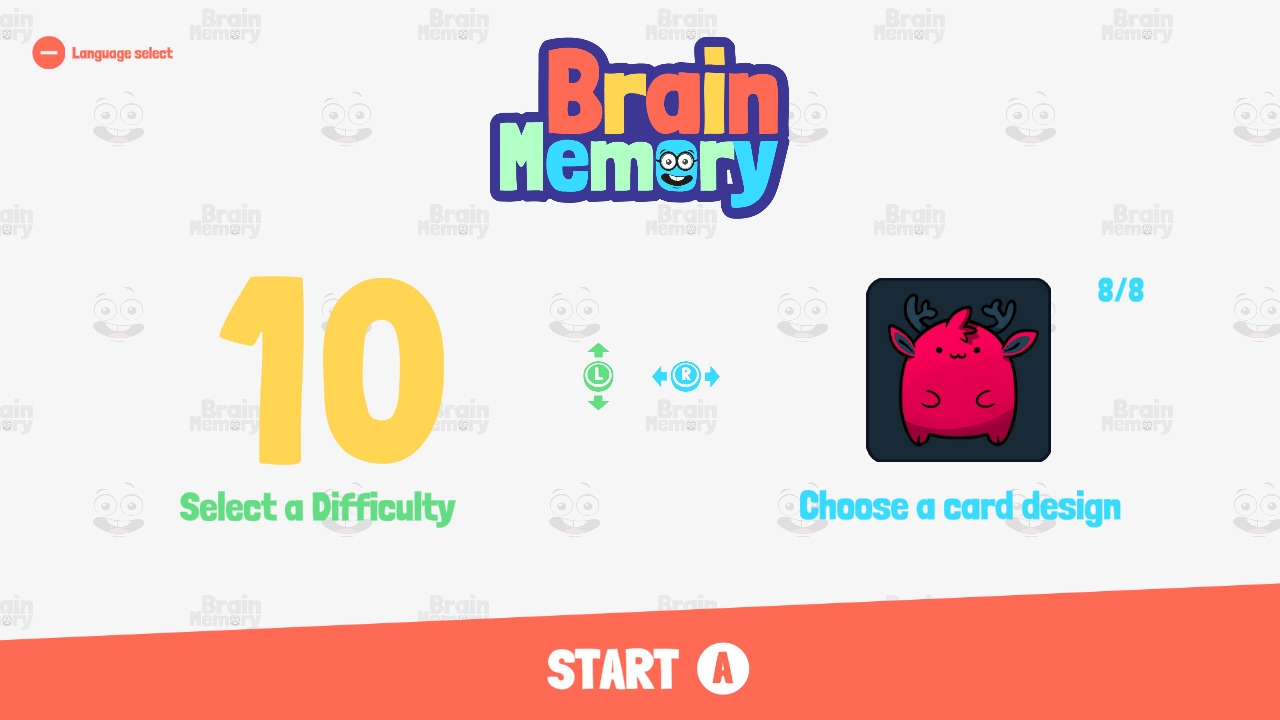 Language select
Brain
Memory
10
8/8
L
R
Select a Difficulty
Choose a card design
START A